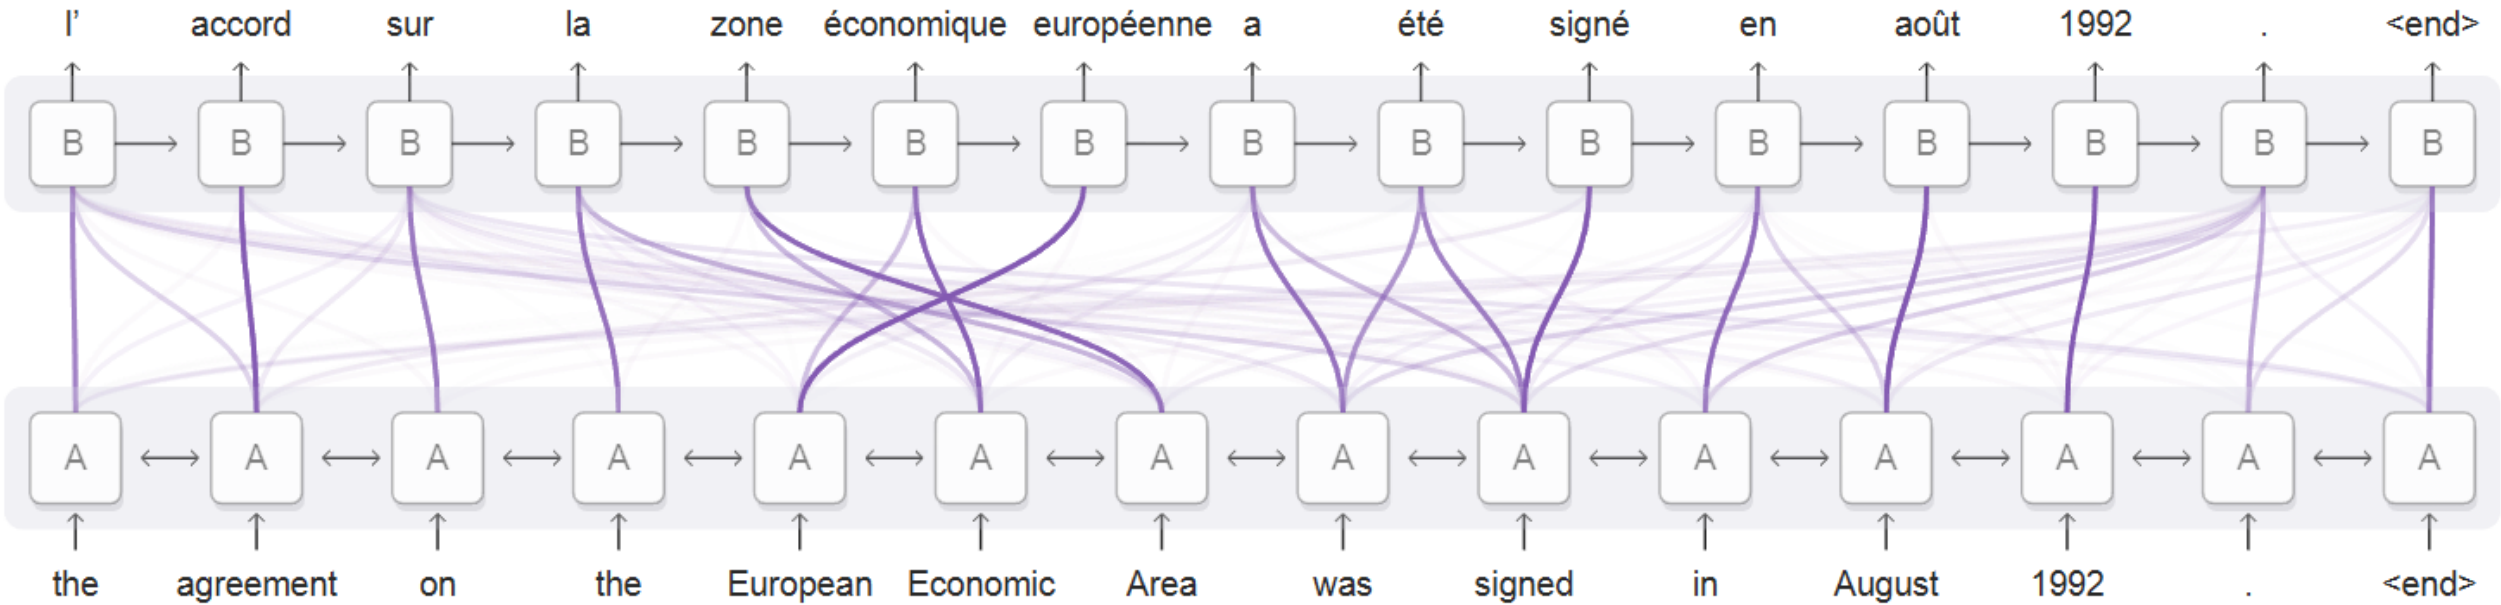 l’ accord sur la zone économique européenne a été signé en août 1992 . <end>
B B B B B B B B B B B B B B B
A A A A A A A A A A A A A A
the agreement on the European Economic Area was signed in August 1992 . <end>